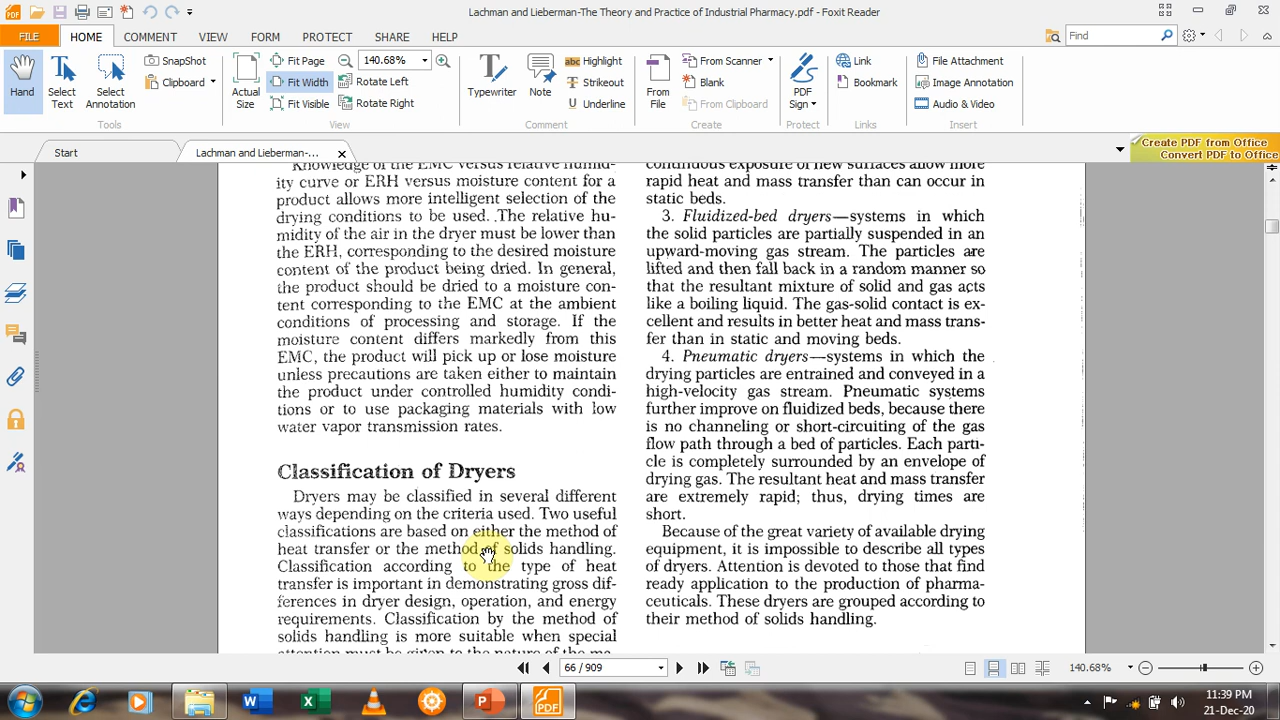 Lachman and Lieberman-The Theory and Practice of Industrial Pharmacy.pdf - Foxit Reader
FILE HOME COMMENT VIEW FORM PROTECT SHARE HELP
Find
Hand
Select Text
Select Annotation
SnapShot
Clipboard
Tools
Actual Size
Fit Page
Fit Width
Fit Visible
140.68%
Rotate Left
Rotate Right
View
Typewriter
Note
Highlight
Strikeout
Underline
Comment
From File
From Scanner
Blank
From Clipboard
Create
PDF Sign
Protect
Link
Bookmark
Links
File Attachment
Image Annotation
Audio & Video
Insert
Start
Lachman and Lieberman-...
Create PDF from Office
Convert PDF to Office
Knowledge of the EMC versus relative humid-
ity curve or ERH versus moisture content for a
product allows more intelligent selection of the
drying conditions to be used. The relative hu-
midity of the air in the dryer must be lower than
the ERH, corresponding to the desired moisture
content of the product being dried. In general,
the product should be dried to a moisture con-
tent corresponding to the EMC at the ambient
conditions of processing and storage. If the
moisture content differs markedly from this
EMC, the product will pick up or lose moisture
unless precautions are taken either to maintain
the product under controlled humidity condi-
tions or to use packaging materials with low
water vapor transmission rates.
Classification of Dryers
Dryers may be classified in several different
ways depending on the criteria used. Two useful
classifications are based on either the method of
heat transfer or the method of solids handling.
Classification according to the type of heat
transfer is important in demonstrating gross dif-
ferences in dryer design, operation, and energy
requirements. Classification by the method of
solids handling is more suitable when special
attention must be given to the nature of the ma-
continuous exposure of new surfaces allow more
rapid heat and mass transfer than can occur in
static beds.
3. Fluidized-bed dryers—systems in which
the solid particles are partially suspended in an
upward-moving gas stream. The particles are
lifted and then fall back in a random manner so
that the resultant mixture of solid and gas acts
like a boiling liquid. The gas-solid contact is ex-
cellent and results in better heat and mass trans-
fer than in static and moving beds.
4. Pneumatic dryers—systems in which the
drying particles are entrained and conveyed in a
high-velocity gas stream. Pneumatic systems
further improve on fluidized beds, because there
is no channeling or short-circuiting of the gas
flow path through a bed of particles. Each parti-
cle is completely surrounded by an envelope of
drying gas. The resultant heat and mass transfer
are extremely rapid; thus, drying times are
short.
Because of the great variety of available drying
equipment, it is impossible to describe all types
of dryers. Attention is devoted to those that find
ready application to the production of pharma-
ceuticals. These dryers are grouped according to
their method of solids handling.
66 / 909
140.68%
11:39 PM
21-Dec-20